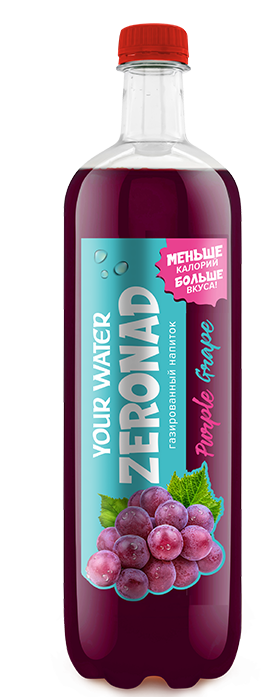 МЕНЬШЕ
КАЛОРИЙ
БОЛЬШЕ
ВКУСА!
YOUR WATER
ZERONAD
газированный напиток
Purple Grape